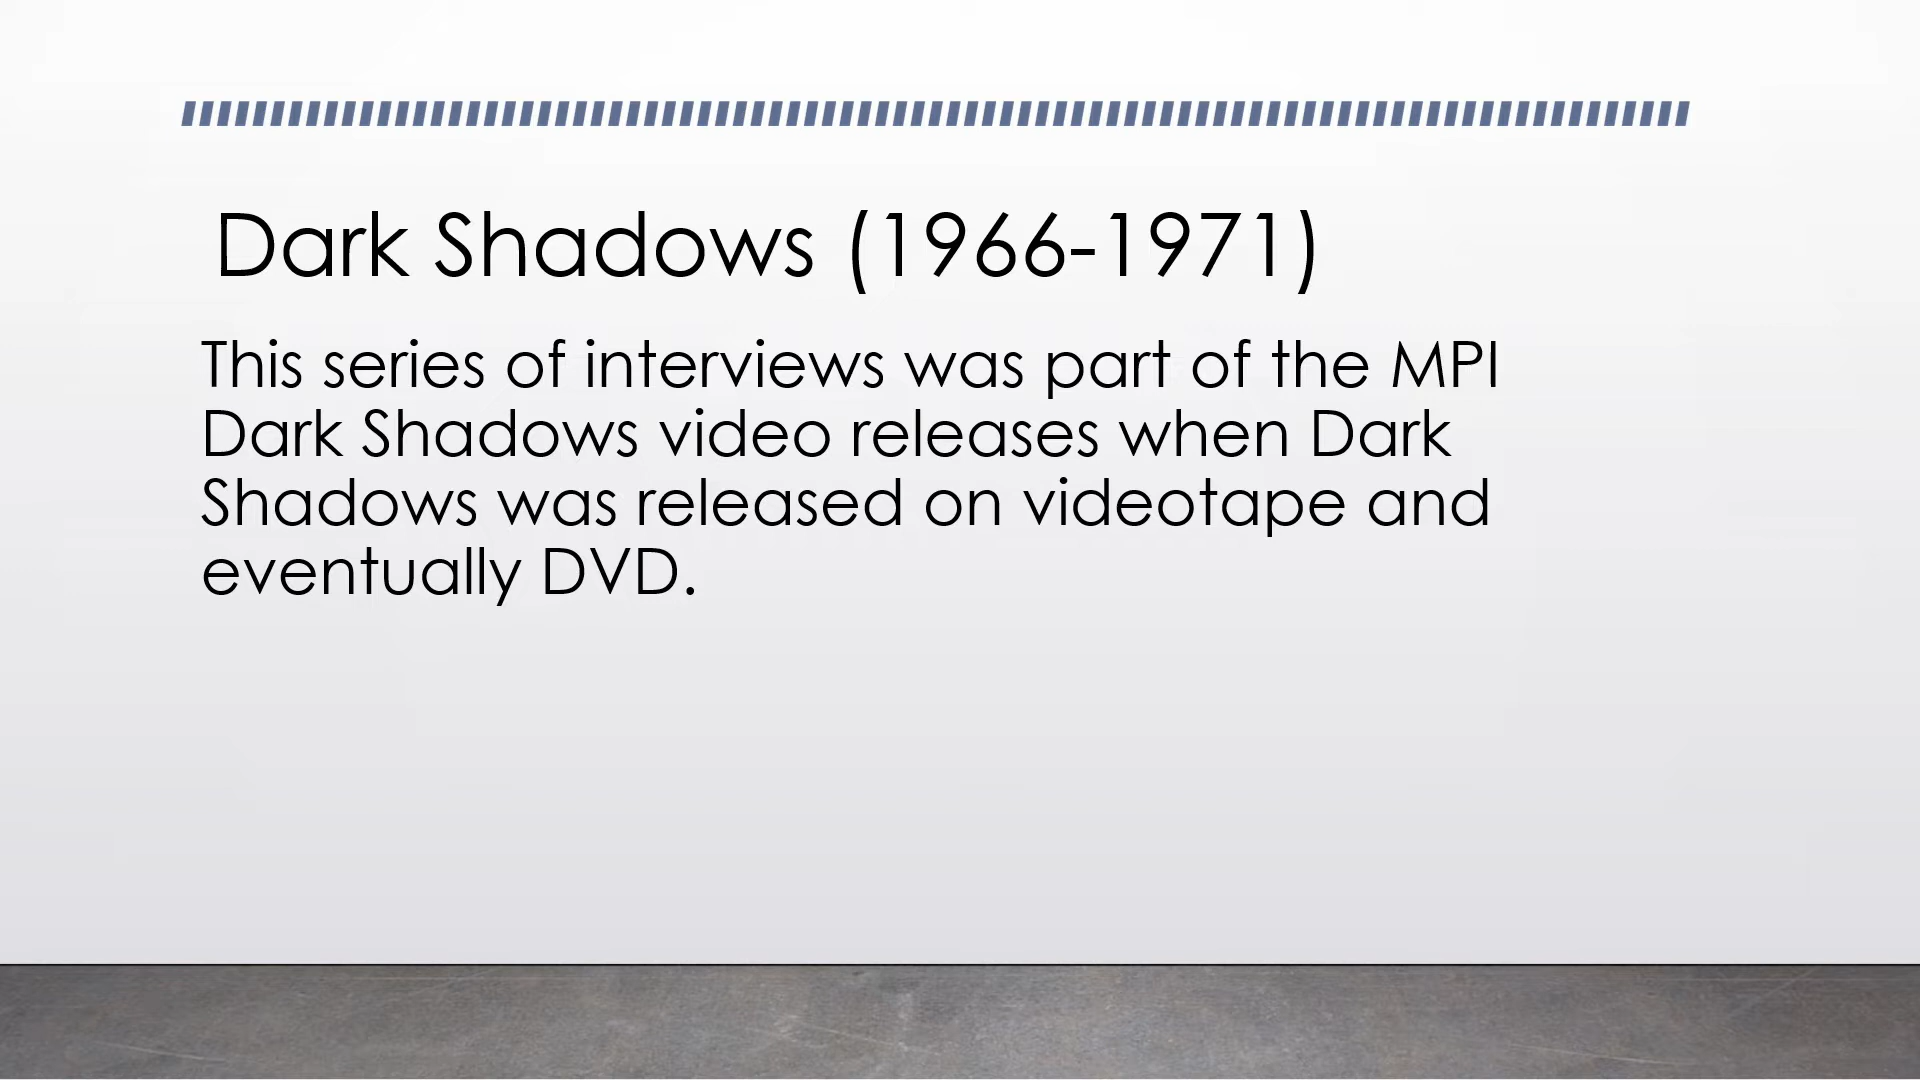 Dark Shadows (1966-1971)
This series of interviews was part of the MPI
Dark Shadows video releases when Dark
Shadows was released on videotape and
eventually DVD.